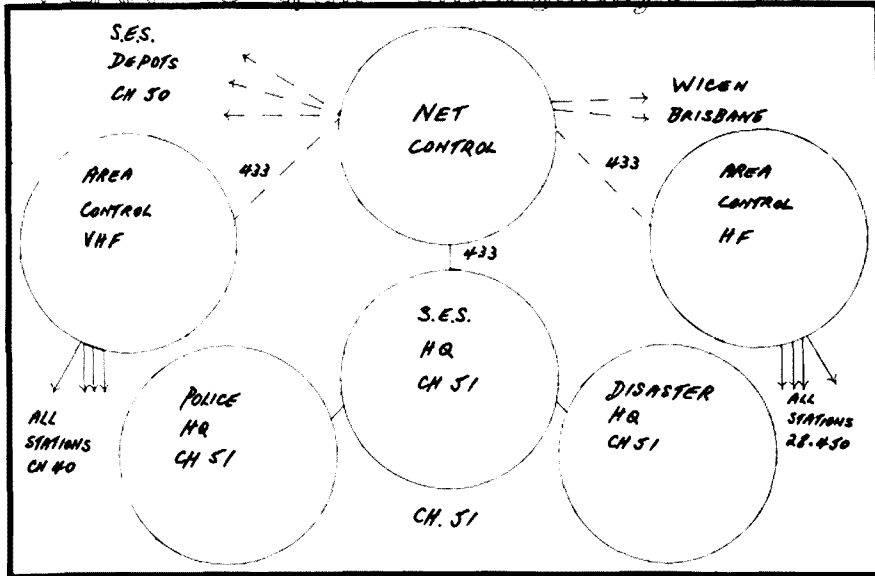 S.E.S.
DEPOTS
CH 50
NET
CONTROL
WICEN
BRISBANE
433
433
AREA
CONTROL
VHF
AREA
CONTROL
HF
433
S.E.S.
HQ
CH 51
POLICE
HQ
CH 51
DISASTER
HQ
CH 51
ALL
STATIONS
CH 40
ALL
STATIONS
28.450
CH. 51